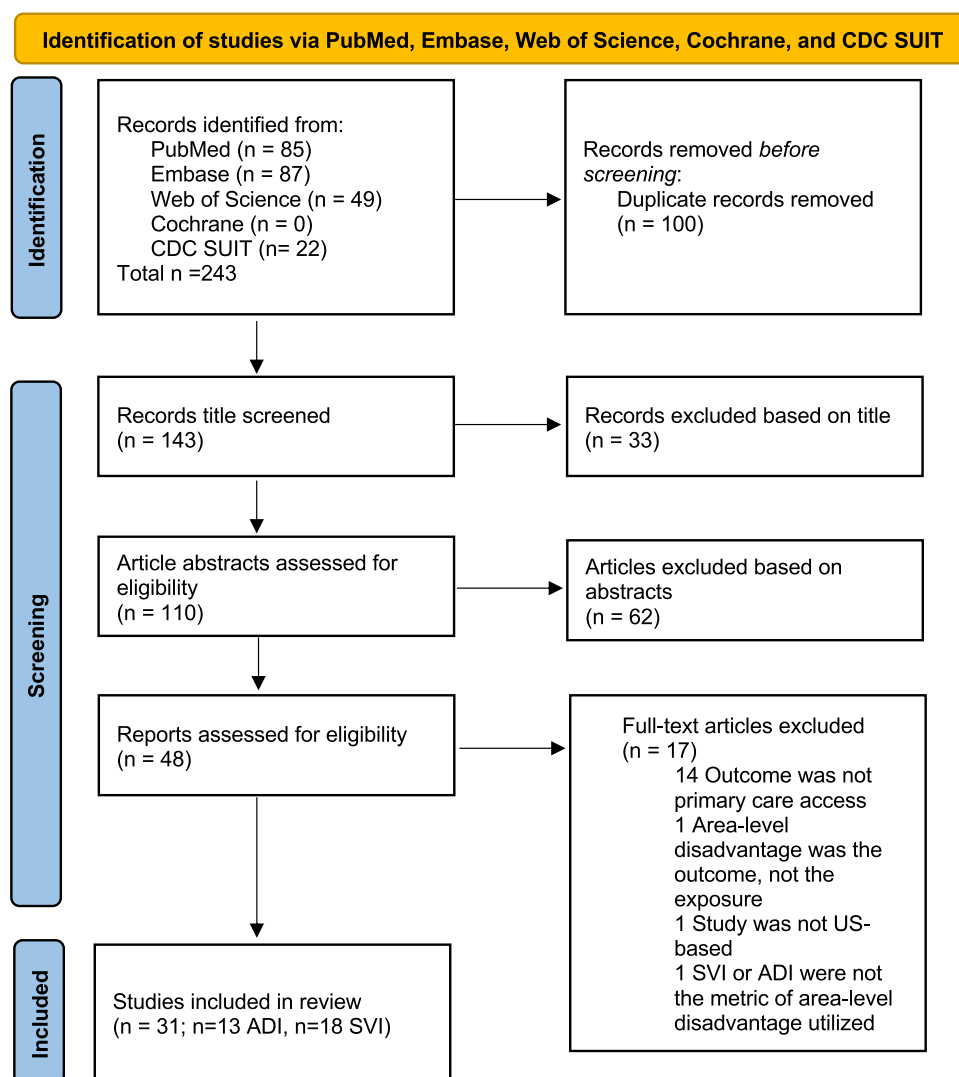 Identification of studies via PubMed, Embase, Web of Science, Cochrane, and CDC SUIT
Identification
Records identified from:
PubMed (n = 85)
Embase (n = 87)
Web of Science (n = 49)
Cochrane (n = 0)
CDC SUIT (n= 22)
Total n =243
Records removed before
screening:
Duplicate records removed
(n = 100)
Screening
Records title screened
(n = 143)
Records excluded based on title
(n = 33)
Article abstracts assessed for
eligibility
(n = 110)
Articles excluded based on
abstracts
(n = 62)
Reports assessed for eligibility
(n = 48)
Full-text articles excluded
(n = 17)
14 Outcome was not
primary care access
1 Area-level
disadvantage was the
outcome, not the
exposure
1 Study was not US-
based
1 SVI or ADI were not
the metric of area-level
disadvantage utilized
Included
Studies included in review
(n = 31; n=13 ADI, n=18 SVI)